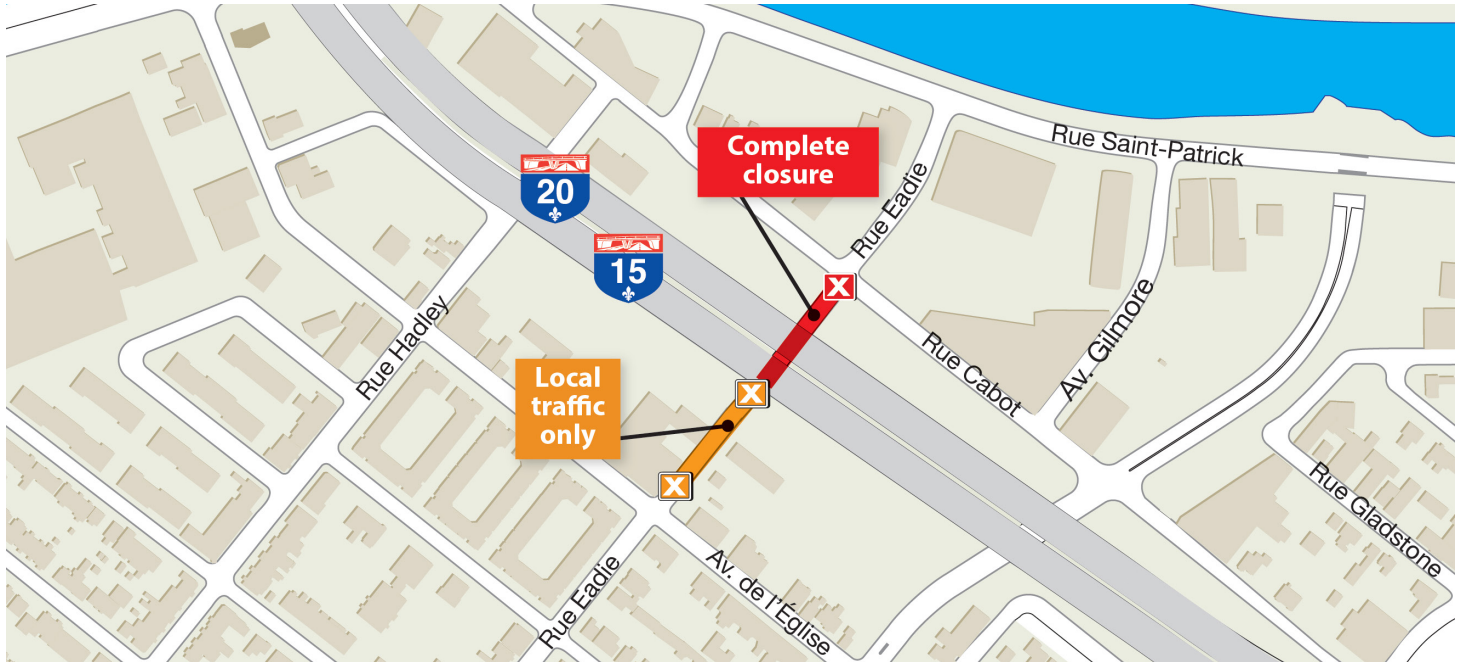 Rue Saint-Patrick
Complete
closure
20
Rue Eadie
15
Rue Hadley
Av. Gilmore
Rue Cabot
Local
traffic
only
X
X
X
Rue Gladstone
Av. de l'Église
Rue Eadie